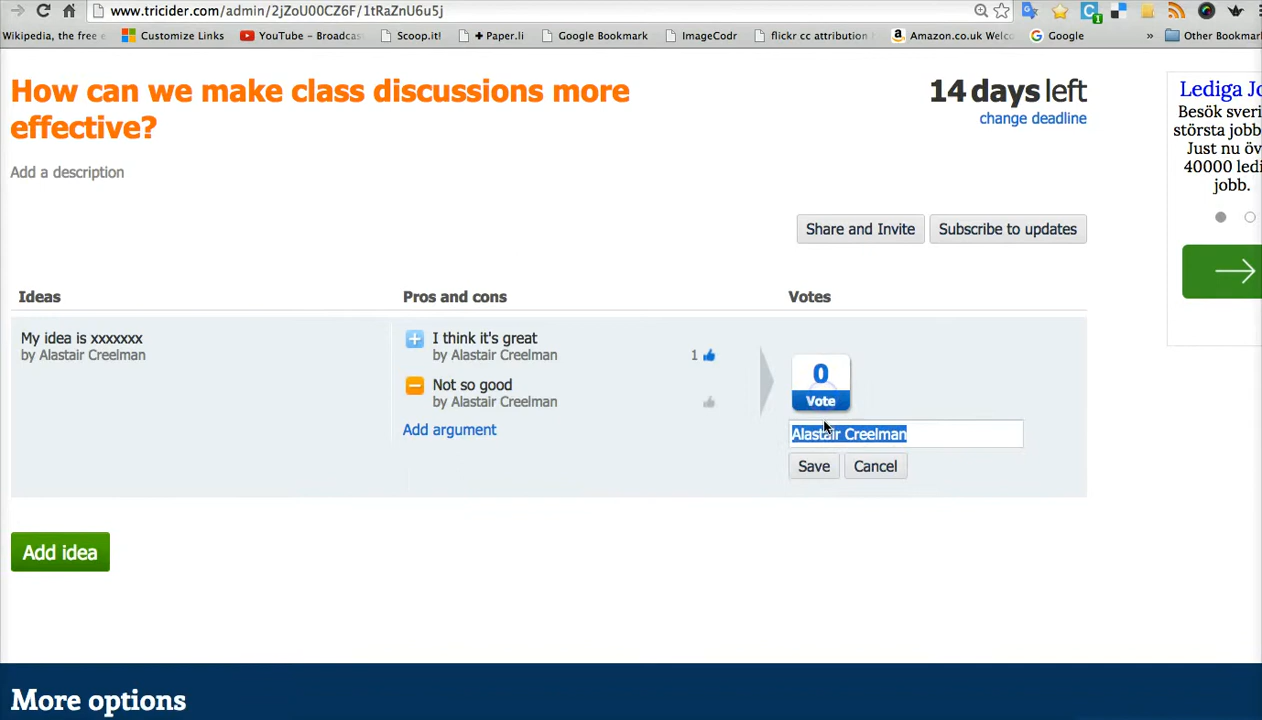 www.tricider.com/admin/2jZoU00CZ6F/1tRaZnU6u5j
Wikipedia, the free e Customize Links YouTube – Broadcas Scoop.it! + Paper.li Google Bookmark ImageCodr flickr cc attribution Amazon.co.uk Welco Google » Other Bookmar
How can we make class discussions more
effective?
14 days left
change deadline
Add a description
Share and Invite Subscribe to updates
Lediga Jo
Besök sveri
största jobb
Just nu öv
40000 ledi
jobb.
Ideas Pros and cons Votes
My idea is xxxxxxx
by Alastair Creelman
I think it's great
by Alastair Creelman 1
Not so good
by Alastair Creelman
Add argument
0
Vote
Alastair Creelman
Save Cancel
Add idea
More options